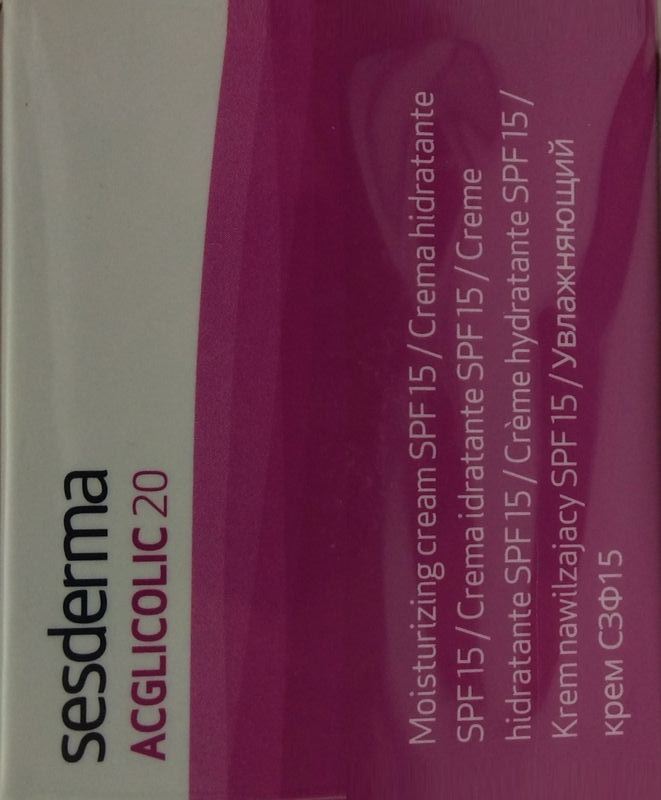 sesderma
ACGLICOLIC 20
Moisturizing cream SPF 15 / Crema hidratante
SPF 15 / Crema idratante SPF 15 / Creme
hidratante SPF 15 / Crème hydratante SPF 15 /
Krem nawilzajacy SPF 15 / Увлажняющий
крем СЗФ15